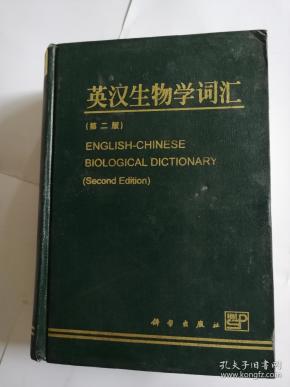 英汉生物学词汇
(第二版)
ENGLISH-CHINESE
BIOLOGICAL DICTIONARY
(Second Edition)
科学出版社
SP
孔夫子旧书网